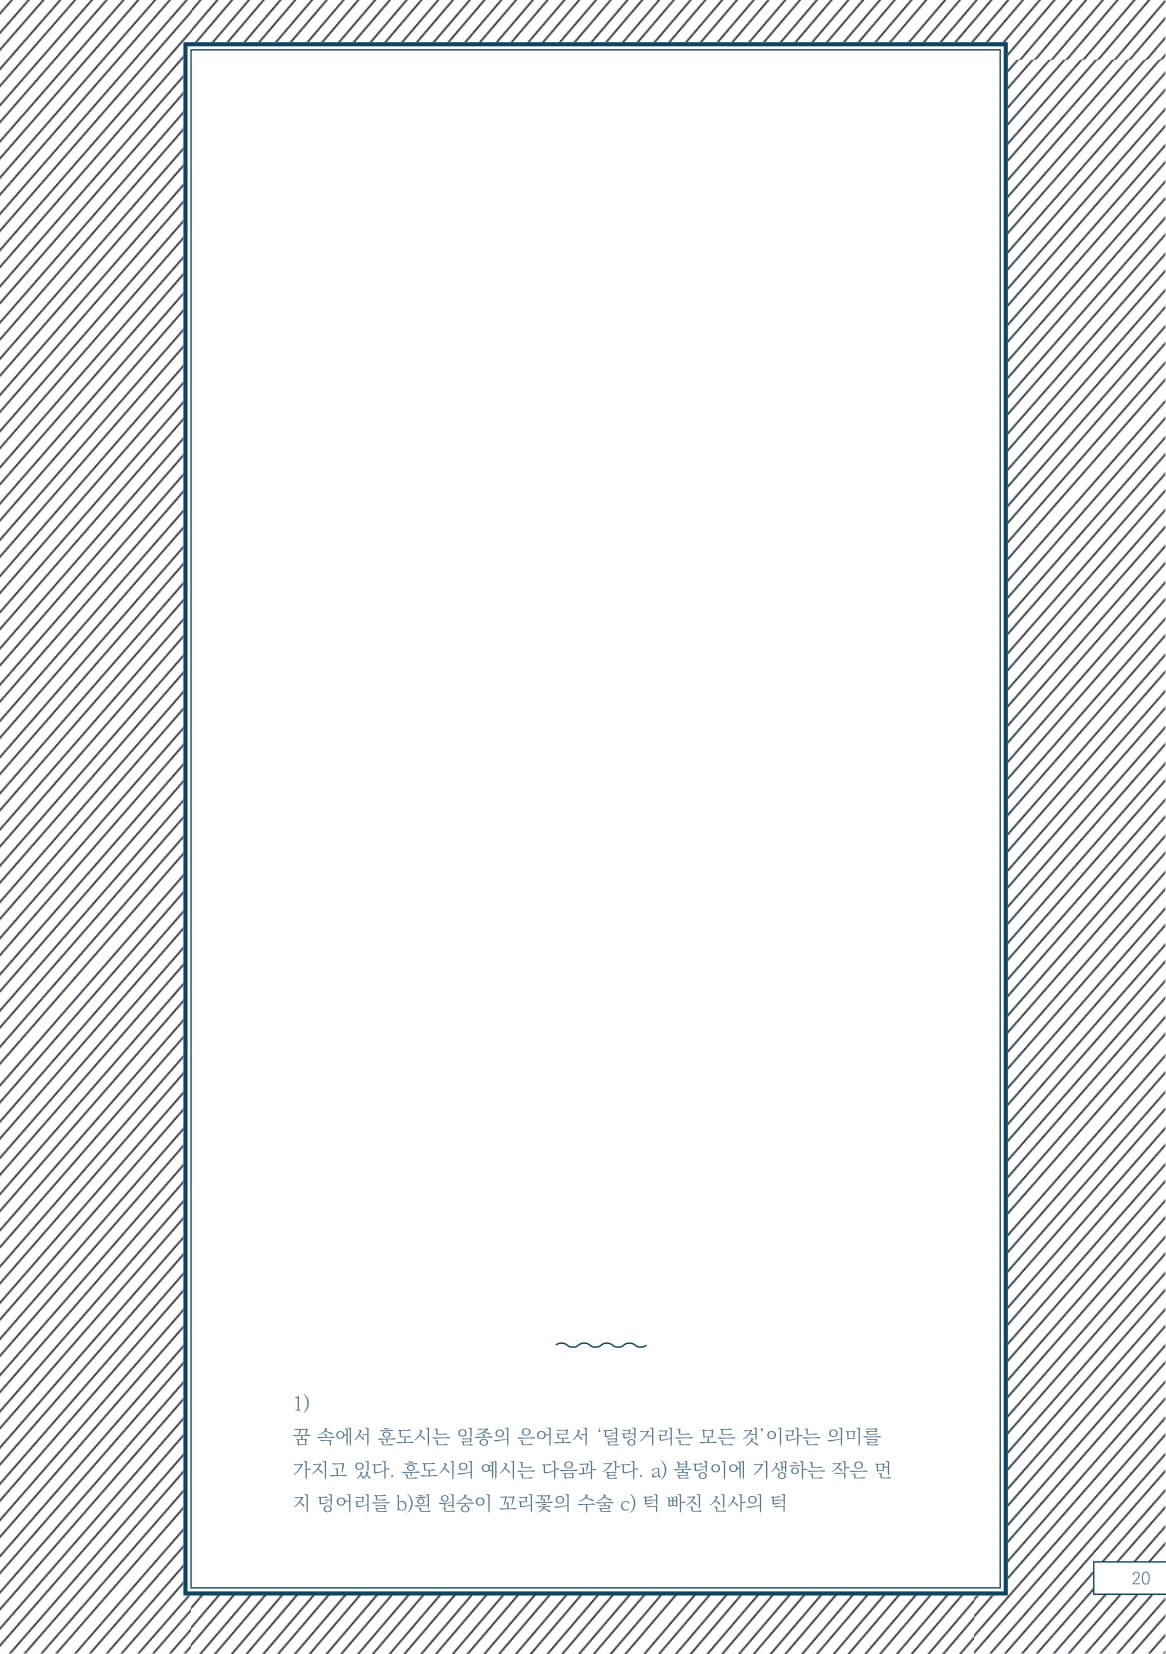 1)
꿈 속에서 훈도시는 일종의 은어로서 ‘덜렁거리는 모든 것’이라는 의미를
가지고 있다. 훈도시의 예시는 다음과 같다. a) 불덩이에 기생하는 작은 먼
지 덩어리들 b)흰 원숭이 꼬리꽃의 수술 c) 턱 빠진 신사의 턱
20